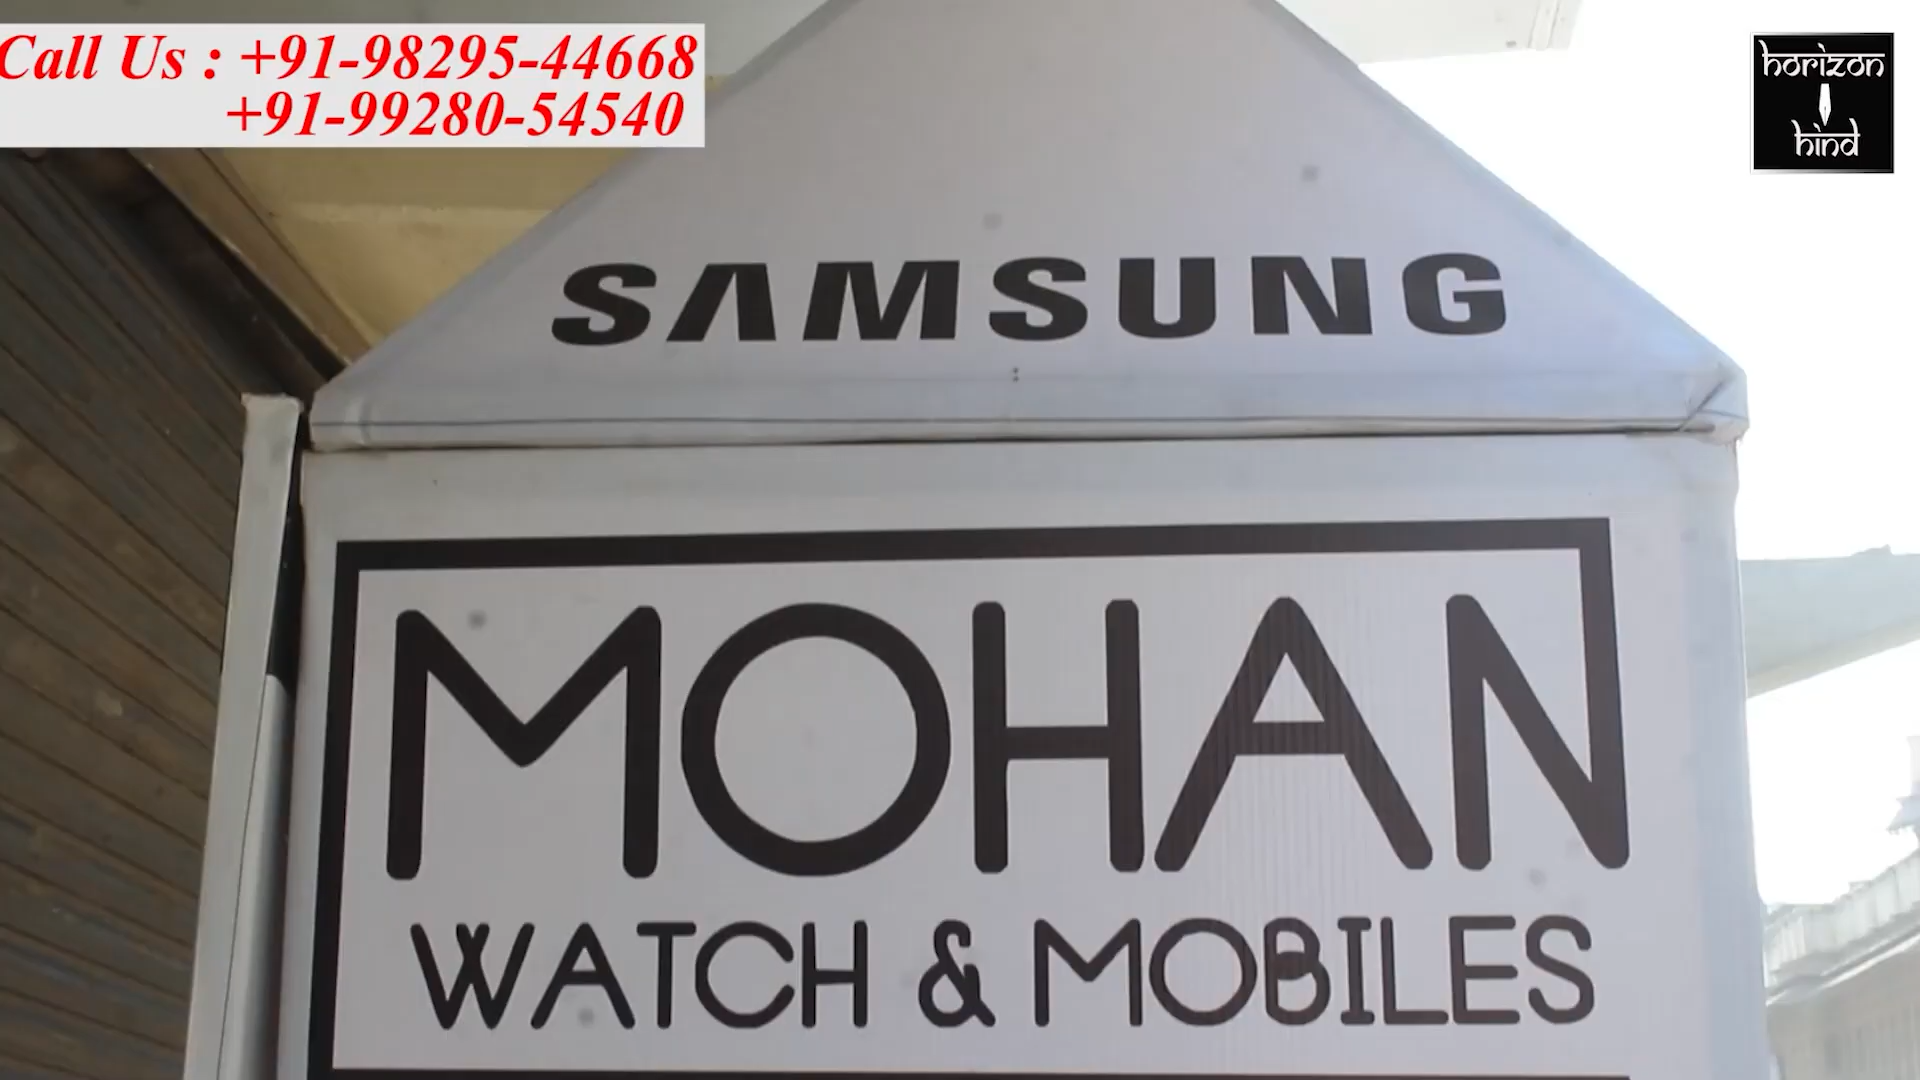 Call Us : +91-98295-44668
+91-99280-54540
horizon
hind
SAMSUNG
MOHAN
WATCH & MOBILES